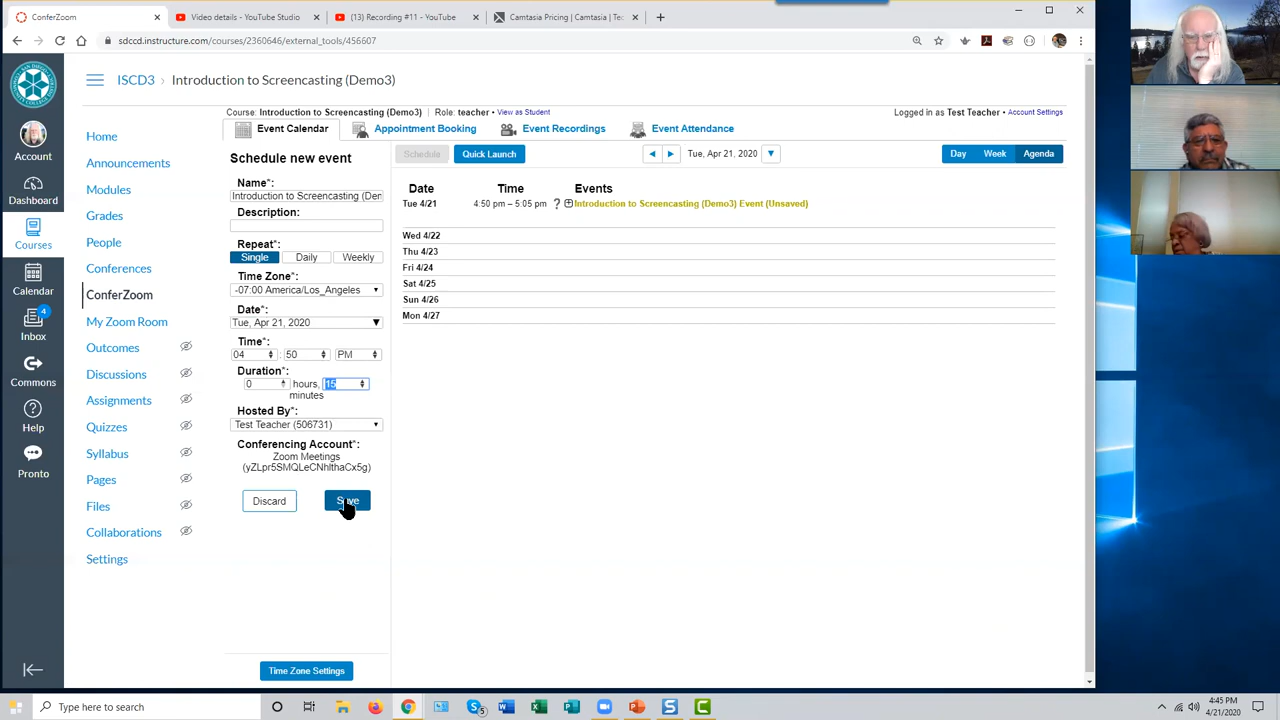 ConferZoom
Video details - YouTube Studio
(13) Recording #11 - YouTube
Camtasia Pricing | Camtasia | Tec
sdccd.instructure.com/courses/2360646/external_tools/456607
ISCD3 › Introduction to Screencasting (Demo3)
Course: Introduction to Screencasting (Demo3) | Role: teacher • View as Student
Logged in as Test Teacher • Account Settings
Event Calendar
Appointment Booking
Event Recordings
Event Attendance
Account
Dashboard
Courses
Calendar
4
Inbox
Commons
Help
Pronto
Home
Announcements
Modules
Grades
People
Conferences
ConferZoom
My Zoom Room
Outcomes
Discussions
Assignments
Quizzes
Syllabus
Pages
Files
Collaborations
Settings
Schedule new event
Name*:
Introduction to Screencasting (Den
Description:
Repeat*:
Single Daily Weekly
Time Zone*:
-07:00 America/Los_Angeles
Date*:
Tue, Apr 21, 2020
Time*:
04 : 50 PM
Duration*:
0 hours, 15
minutes
Hosted By*:
Test Teacher (506731)
Conferencing Account*:
Zoom Meetings
(yZLpr5SMQLeCNhlthaCx5g)
Discard Save
Time Zone Settings
Schedule Quick Launch
Tue, Apr 21, 2020
Day Week Agenda
Date Time Events
Tue 4/21 4:50 pm – 5:05 pm ? Introduction to Screencasting (Demo3) Event (Unsaved)
Wed 4/22
Thu 4/23
Fri 4/24
Sat 4/25
Sun 4/26
Mon 4/27
Type here to search
5
4:45 PM
4/21/2020